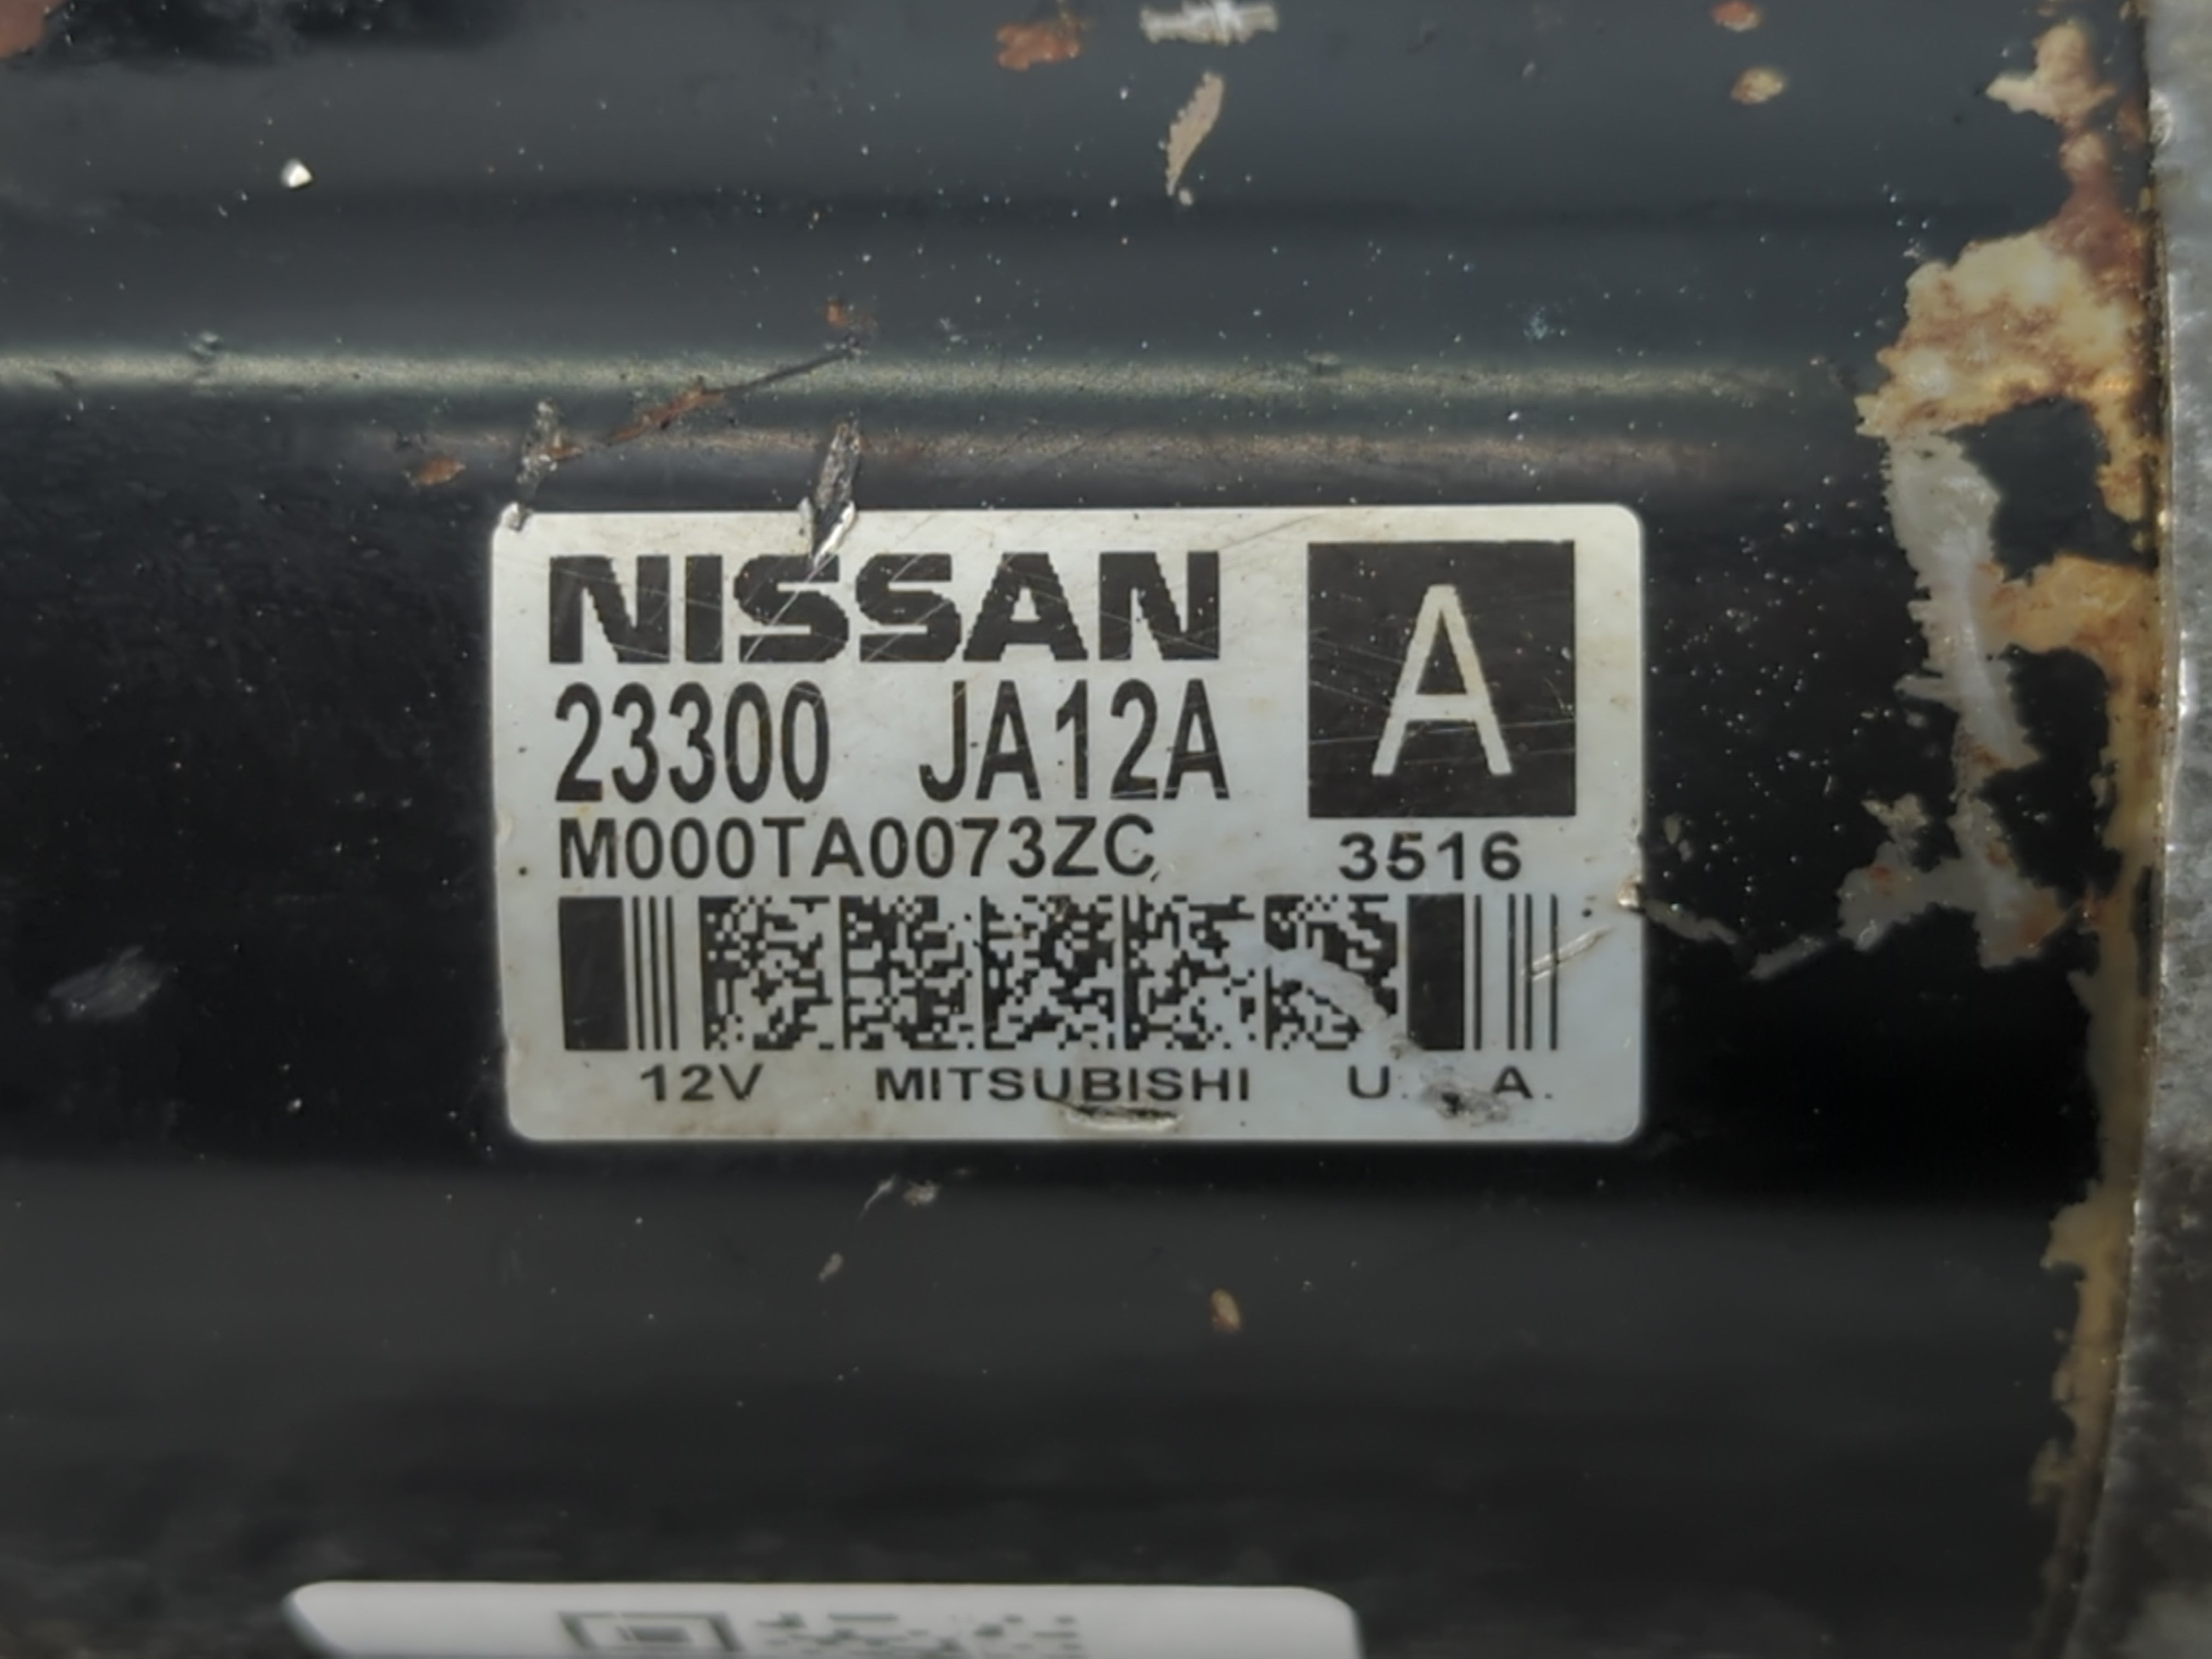 NISSAN
A
23300 JA12A
M000TA0073ZC
3516
12V MITSUBISHI U. A.